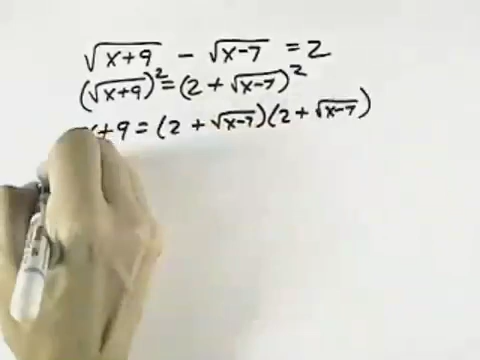 √(x+9) − √(x−7) = 2
(√(x+9))² = (2 + √(x−7))²
x+9 = (2 + √(x−7))(2 + √(x−7))